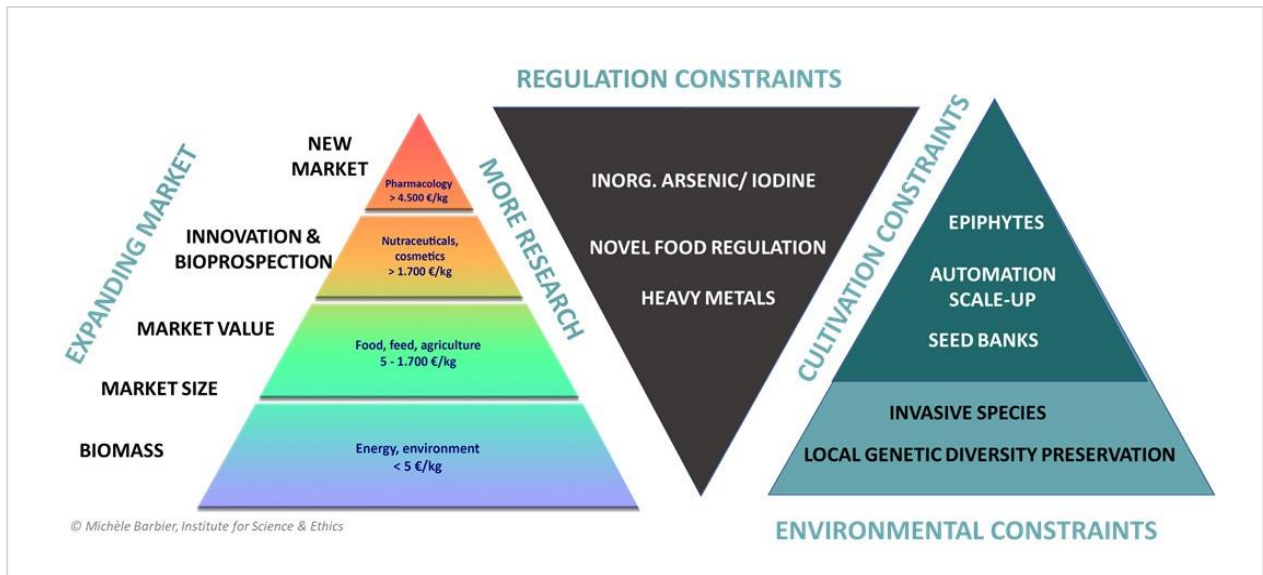 EXPANDING MARKET
NEW
MARKET
INNOVATION &
BIOPROSPECTION
MARKET VALUE
MARKET SIZE
BIOMASS
Pharmacology
> 4.500 €/kg
Nutraceuticals,
cosmetics
> 1.700 €/kg
Food, feed, agriculture
5 - 1.700 €/kg
Energy, environment
< 5 €/kg
MORE RESEARCH
© Michèle Barbier, Institute for Science & Ethics
REGULATION CONSTRAINTS
INORG. ARSENIC/ IODINE
NOVEL FOOD REGULATION
HEAVY METALS
CULTIVATION CONSTRAINTS
EPIPHYTES
AUTOMATION
SCALE-UP
SEED BANKS
INVASIVE SPECIES
LOCAL GENETIC DIVERSITY PRESERVATION
ENVIRONMENTAL CONSTRAINTS